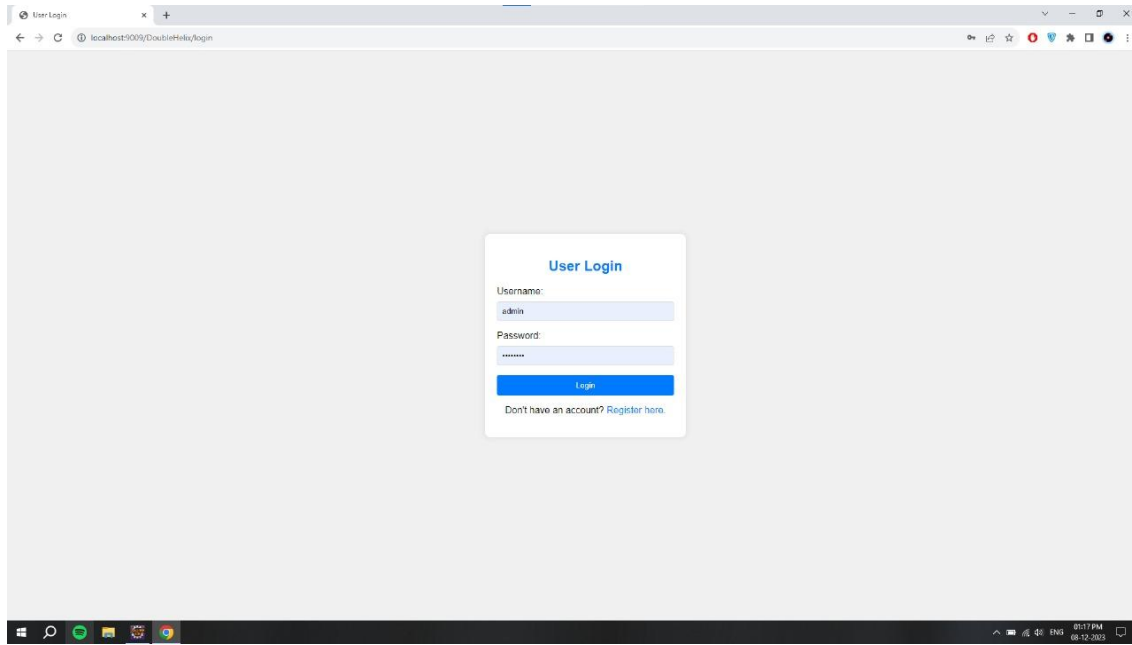 User Login
localhost:9009/DoubleHelix/login
User Login
Username:
admin
Password:
••••••••
Login
Don't have an account? Register here.
ENG
01:17 PM
08-12-2023